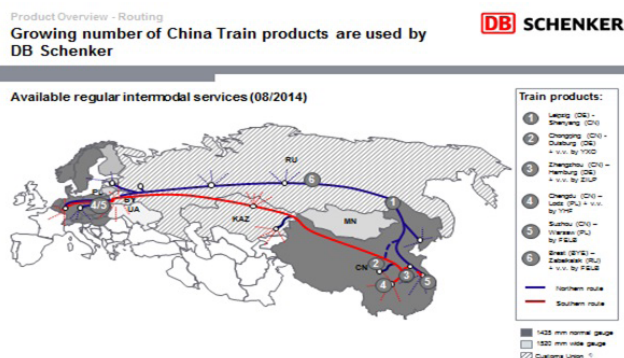 Product Overview - Routing
Growing number of China Train products are used by
DB Schenker
DB SCHENKER
Available regular intermodal services (08/2014)
Train products:
1 Leipzig (DE) -
Shenyang (CN)
2 Chongqing (CN) -
Duisburg (DE)
+ v.v. by YXO
3 Zhengzhou (CN) –
Hamburg (DE)
+ v.v. by ZIUP
4 Chengdu (CN) –
Lodz (PL) + v.v.
by YHF
5 Suzhou (CN) –
Warsaw (PL)
by FELB
6 Brest (BYE) –
Zabaikalsk (RU)
+ v.v. by FELB
Northern route
Southern route
1435 mm normal gauge
1520 mm wide gauge
Customs Union
RU
6
1
4/5
UA
KAZ
MN
CN
2
3
4
5